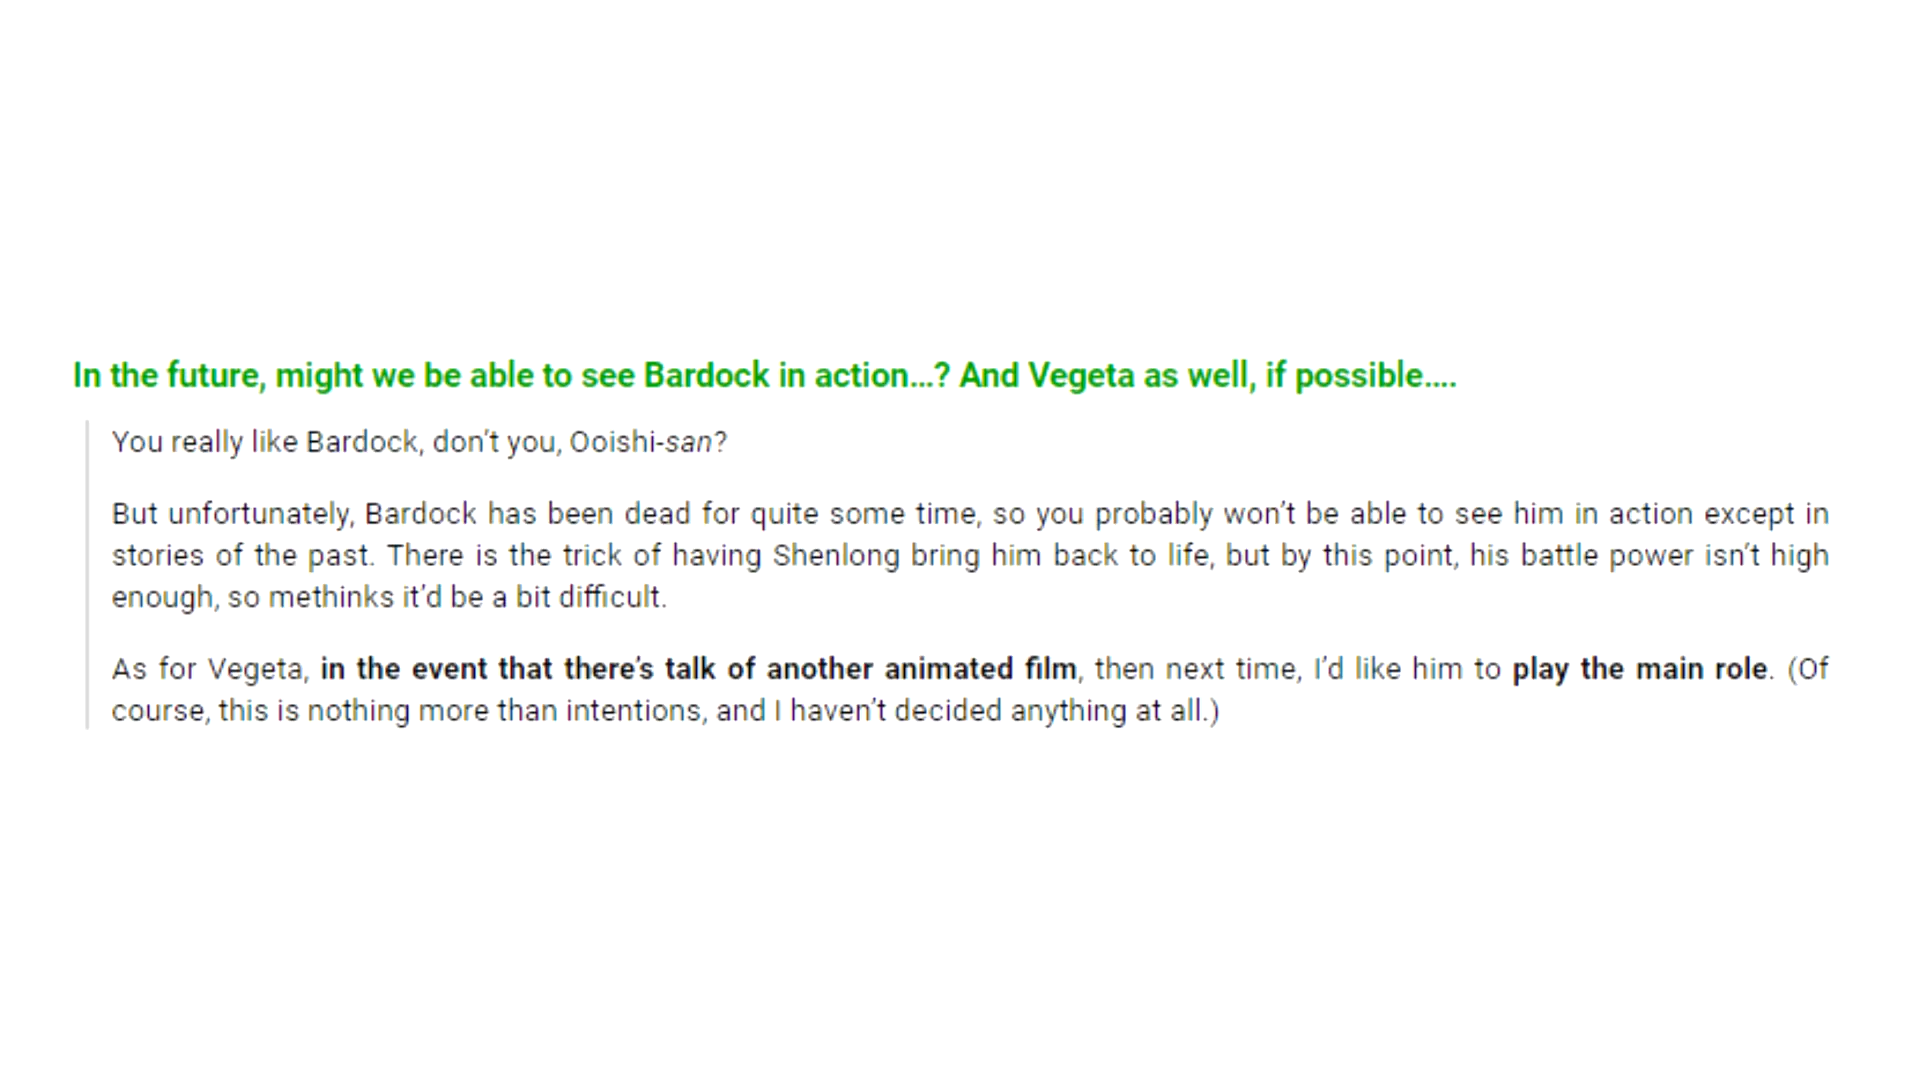 In the future, might we be able to see Bardock in action...? And Vegeta as well, if possible....
You really like Bardock, don't you, Ooishi-san?
But unfortunately, Bardock has been dead for quite some time, so you probably won't be able to see him in action except in
stories of the past. There is the trick of having Shenlong bring him back to life, but by this point, his battle power isn't high
enough, so methinks it'd be a bit difficult.
As for Vegeta, in the event that there's talk of another animated film, then next time, I'd like him to play the main role. (Of
course, this is nothing more than intentions, and I haven't decided anything at all.)